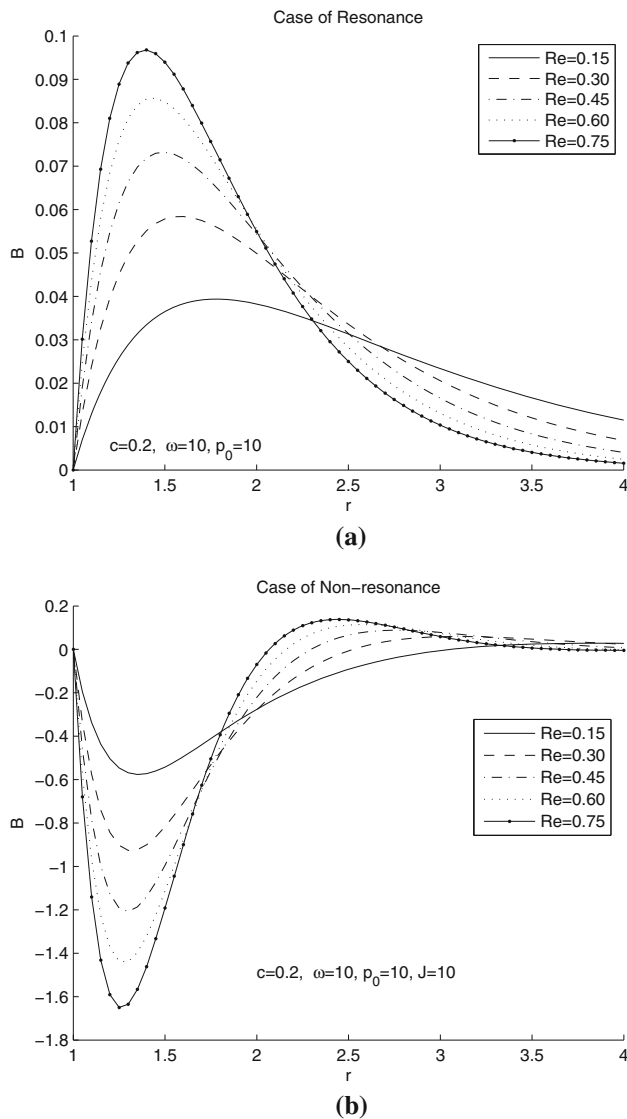 Case of Resonance
0.1
0.09
0.08
0.07
0.06
0.05
0.04
0.03
0.02
0.01
0
B
Re=0.15
Re=0.30
Re=0.45
Re=0.60
Re=0.75
c=0.2, ω=10, p₀=10
1 1.5 2 2.5 3 3.5 4
r
(a)
Case of Non−resonance
0.2
0
−0.2
−0.4
−0.6
−0.8
−1
−1.2
−1.4
−1.6
−1.8
B
Re=0.15
Re=0.30
Re=0.45
Re=0.60
Re=0.75
c=0.2, ω=10, p₀=10, J=10
1 1.5 2 2.5 3 3.5 4
r
(b)